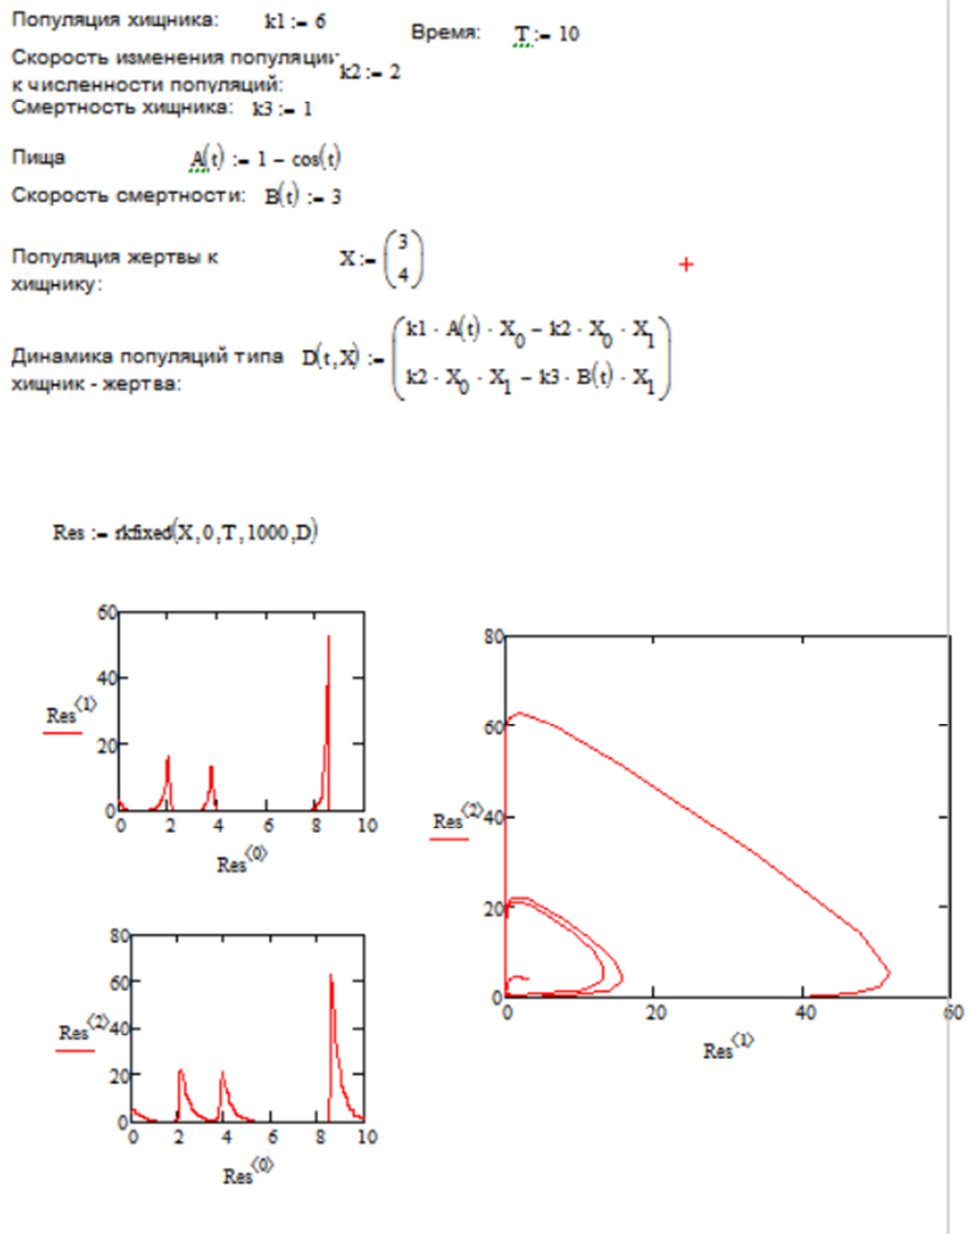 Популяция хищника: k1 := 6
Время: T := 10
Скорость изменения популяции
к численности популяций: k2 := 2
Смертность хищника: k3 := 1
Пища A(t) := 1 - cos(t)
Скорость смертности: B(t) := 3
Популяция жертвы к
хищнику:
X := (3
4)
+
Динамика популяций типа
хищник - жертва:
D(t,X) := (k1 · A(t) · X0 - k2 · X0 · X1
k2 · X0 · X1 - k3 · B(t) · X1)
Res := rkfixed(X,0,T,1000,D)
60
40
20
0
Res⟨1⟩
0 2 4 6 8 10
Res⟨0⟩
80
60
40
20
0
Res⟨2⟩
0 20 40 60
Res⟨1⟩
80
60
40
20
0
Res⟨2⟩
0 2 4 6 8 10
Res⟨0⟩